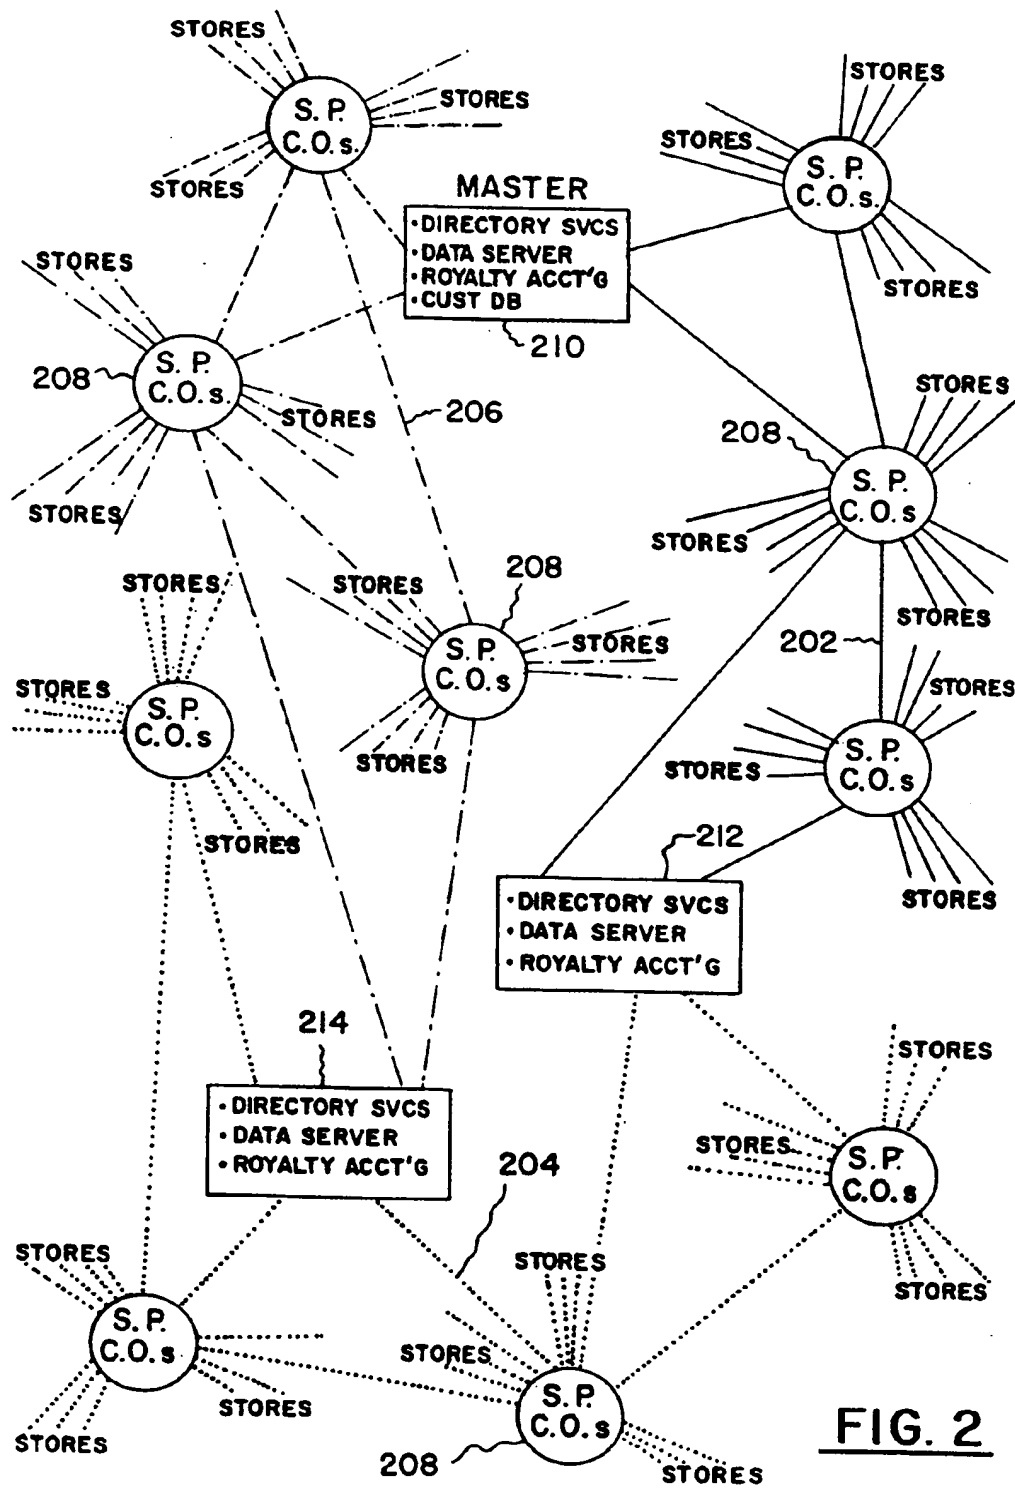 STORES
S. P.
C.O.s.
STORES
STORES
STORES
STORES
S. P.
C.O.s.
STORES
MASTER
•DIRECTORY SVCS
•DATA SERVER
•ROYALTY ACCT'G
•CUST DB
210
STORES
208
S. P.
C.O.s.
STORES
STORES
206
208
STORES
S. P.
C.O.s
STORES
STORES
202
STORES
208
STORES
S. P.
C.O.s
STORES
STORES
STORES
S. P.
C.O.s
STORES
STORES
STORES
S. P.
C.O.s
STORES
STORES
212
•DIRECTORY SVCS
•DATA SERVER
•ROYALTY ACCT'G
214
•DIRECTORY SVCS
•DATA SERVER
•ROYALTY ACCT'G
204
STORES
STORES
S. P.
C.O.s
STORES
STORES
S. P.
C.O.s
STORES
STORES
STORES
STORES
S. P.
C.O.s
208
STORES
FIG. 2